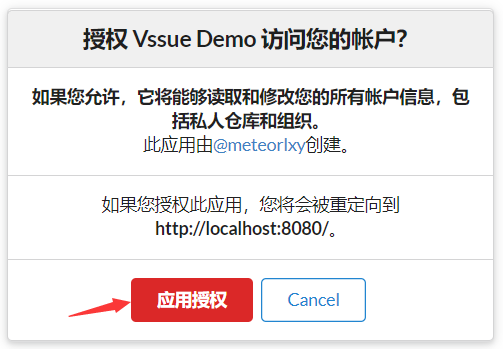 授权 Vssue Demo 访问您的帐户？
如果您允许，它将能够读取和修改您的所有帐户信息，包
括私人仓库和组织。
此应用由@meteorlxy创建。
如果您授权此应用，您将会被重定向到
http://localhost:8080/。
应用授权
Cancel